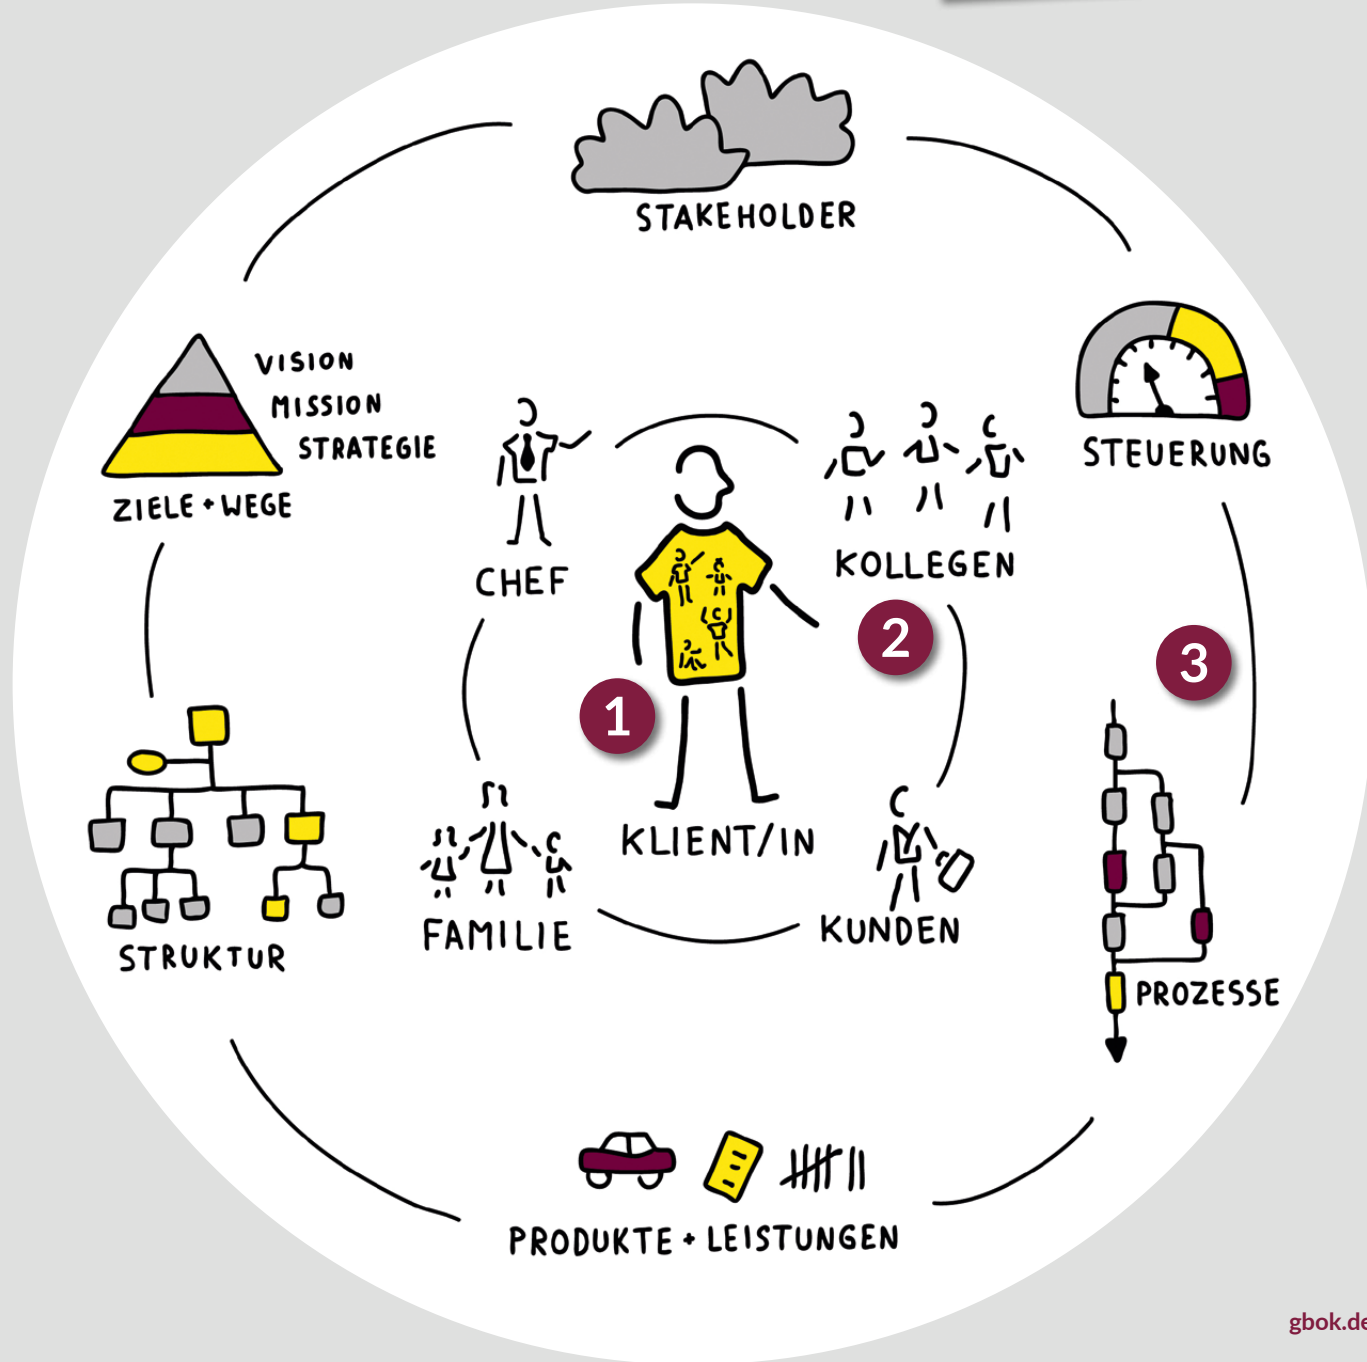 STAKEHOLDER
VISION
MISSION
STRATEGIE
ZIELE + WEGE
STEUERUNG
CHEF
KOLLEGEN
2
3
1
KLIENT/IN
FAMILIE
KUNDEN
STRUKTUR
PROZESSE
PRODUKTE + LEISTUNGEN
gbok.de